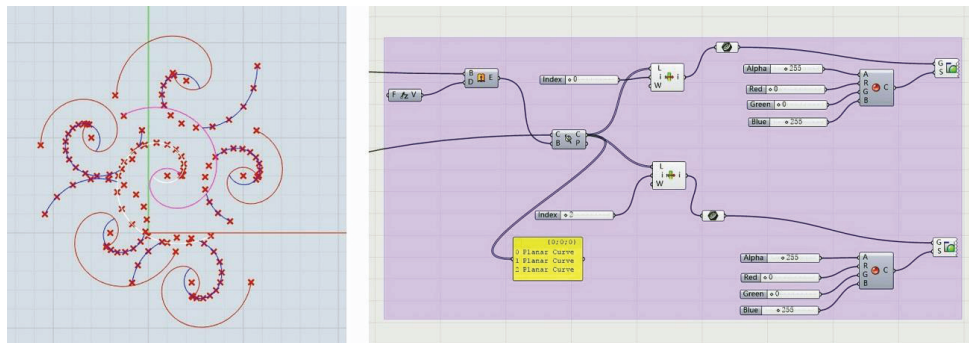 B
D
E
F
V
Index
0
L
i
W
i
Alpha
255
Red
0
Green
0
Blue
255
A
R
G
B
C
G
S
C
B
C
P
L
i
W
i
Index
2
{0;0;0}
0 Planar Curve
1 Planar Curve
2 Planar Curve
Alpha
255
Red
0
Green
0
Blue
255
A
R
G
B
C
G
S